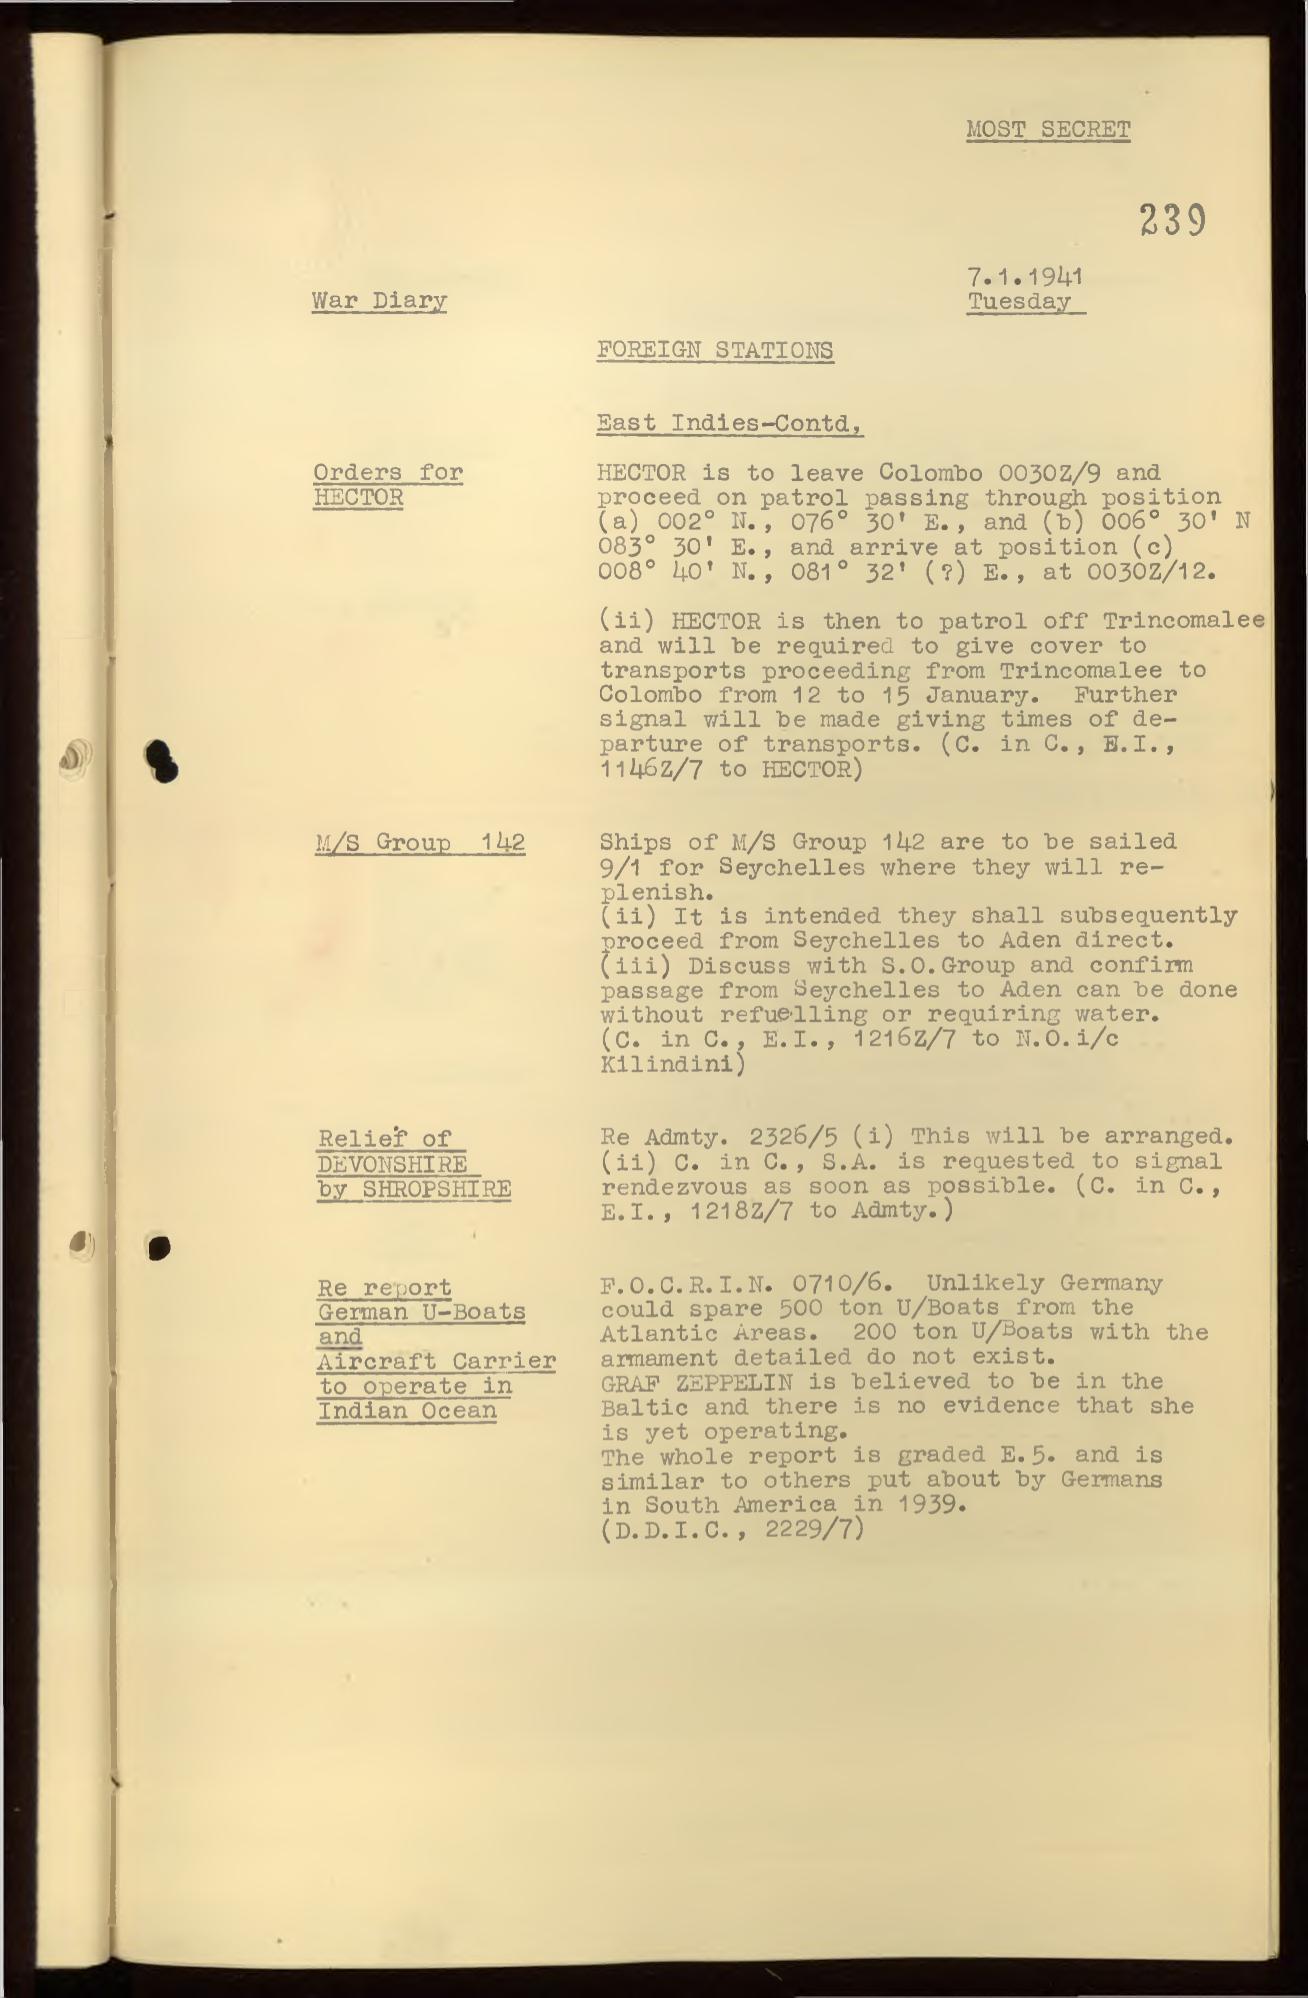 MOST SECRET
239
7.1.1941
War Diary
Tuesday
FOREIGN STATIONS
East Indies-Contd,
Orders for
HECTOR
HECTOR is to leave Colombo 0030Z/9 and
proceed on patrol passing through position
(a) 002° N., 076° 30' E., and (b) 006° 30' N
083° 30' E., and arrive at position (c)
008° 40' N., 081° 32' (?) E., at 0030Z/12.
(ii) HECTOR is then to patrol off Trincomalee
and will be required to give cover to
transports proceeding from Trincomalee to
Colombo from 12 to 15 January. Further
signal will be made giving times of de-
parture of transports. (C. in C., E.I.,
1146Z/7 to HECTOR)
M/S Group 142
Ships of M/S Group 142 are to be sailed
9/1 for Seychelles where they will re-
plenish.
(ii) It is intended they shall subsequently
proceed from Seychelles to Aden direct.
(iii) Discuss with S.O.Group and confirm
passage from Seychelles to Aden can be done
without refuelling or requiring water.
(C. in C., E.I., 1216Z/7 to N.O.i/c
Kilindini)
Relief of
DEVONSHIRE
by SHROPSHIRE
Re Admty. 2326/5 (i) This will be arranged.
(ii) C. in C., S.A. is requested to signal
rendezvous as soon as possible. (C. in C.,
E.I., 1218Z/7 to Admty.)
Re report
German U-Boats
and
Aircraft Carrier
to operate in
Indian Ocean
F.O.C.R.I.N. 0710/6. Unlikely Germany
could spare 500 ton U/Boats from the
Atlantic Areas. 200 ton U/Boats with the
armament detailed do not exist.
GRAF ZEPPELIN is believed to be in the
Baltic and there is no evidence that she
is yet operating.
The whole report is graded E.5. and is
similar to others put about by Germans
in South America in 1939.
(D.D.I.C., 2229/7)